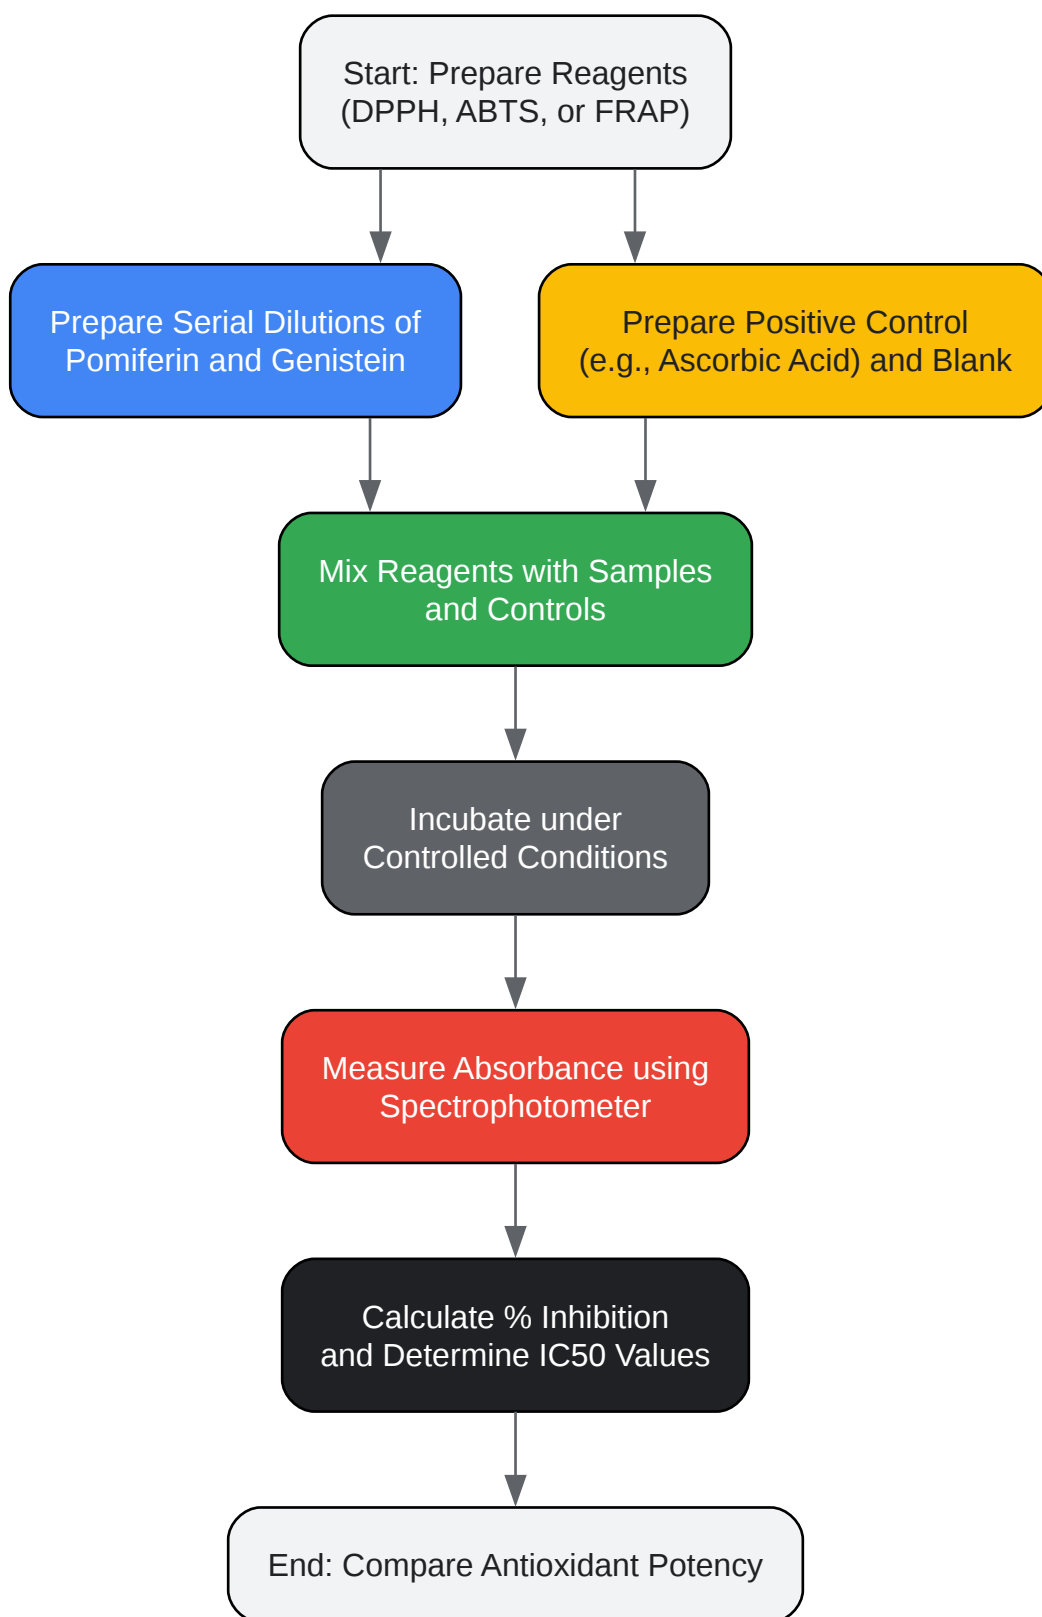 Start: Prepare Reagents
(DPPH, ABTS, or FRAP)
Prepare Serial Dilutions of
Pomiferin and Genistein
Prepare Positive Control
(e.g., Ascorbic Acid) and Blank
Mix Reagents with Samples
and Controls
Incubate under
Controlled Conditions
Measure Absorbance using
Spectrophotometer
Calculate % Inhibition
and Determine IC50 Values
End: Compare Antioxidant Potency